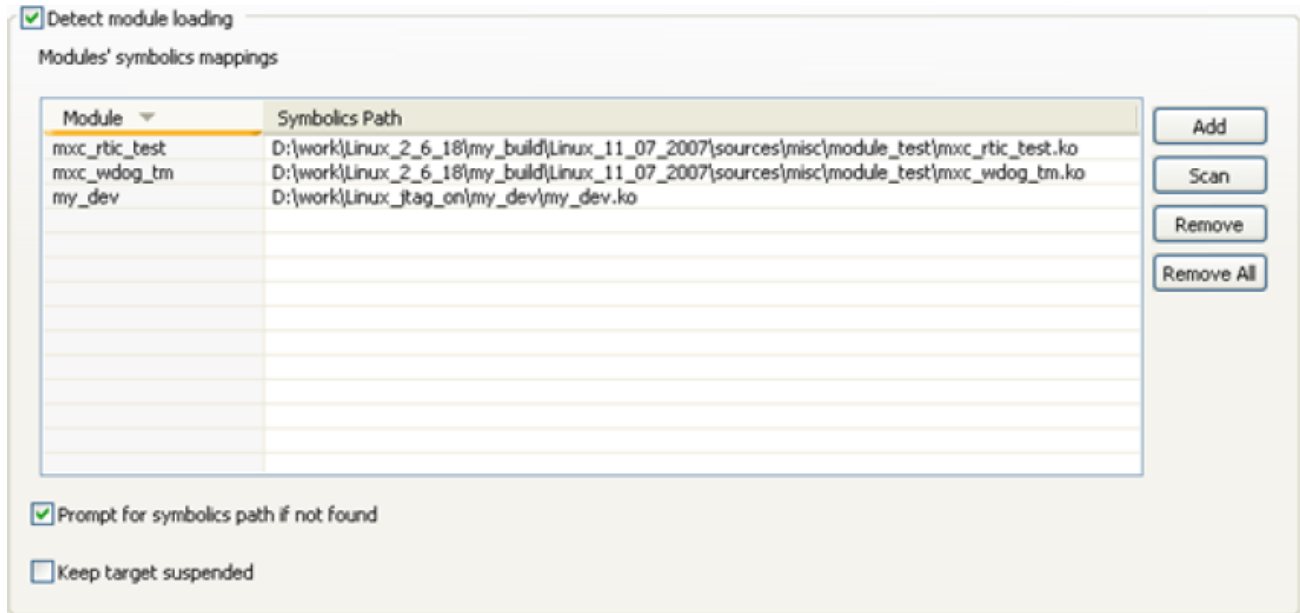 Detect module loading
Modules' symbolics mappings
Module Symbolics Path
Add
mxc_rtic_test D:\work\Linux_2_6_18\my_build\Linux_11_07_2007\sources\misc\module_test\mxc_rtic_test.ko
mxc_wdog_tm D:\work\Linux_2_6_18\my_build\Linux_11_07_2007\sources\misc\module_test\mxc_wdog_tm.ko
Scan
my_dev D:\work\Linux_jtag_on\my_dev\my_dev.ko
Remove
Remove All
Prompt for symbolics path if not found
Keep target suspended